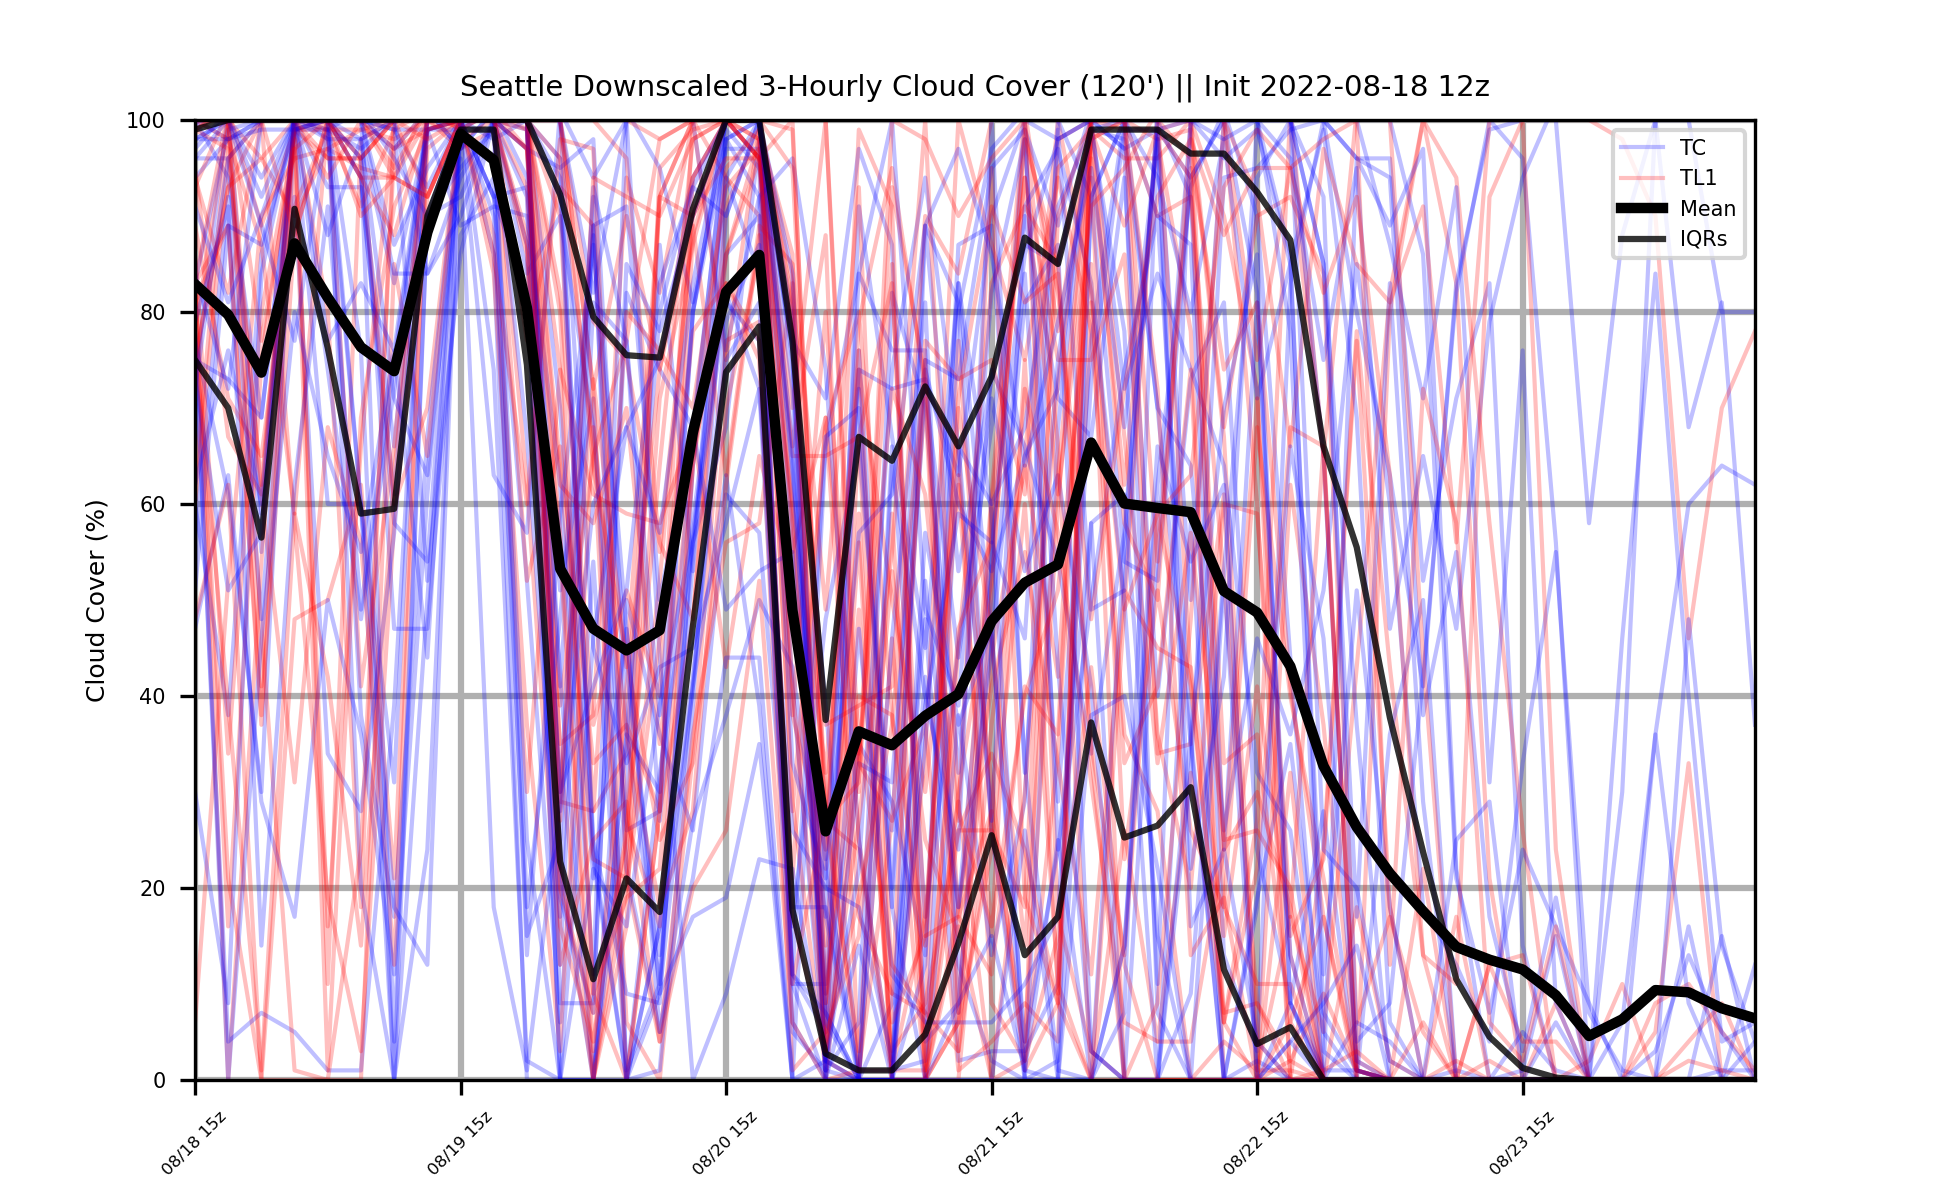 Seattle Downscaled 3-Hourly Cloud Cover (120') || Init 2022-08-18 12z
100
80
60
40
20
0
Cloud Cover (%)
TC
TL1
Mean
IQRs
08/18 15z
08/19 15z
08/20 15z
08/21 15z
08/22 15z
08/23 15z